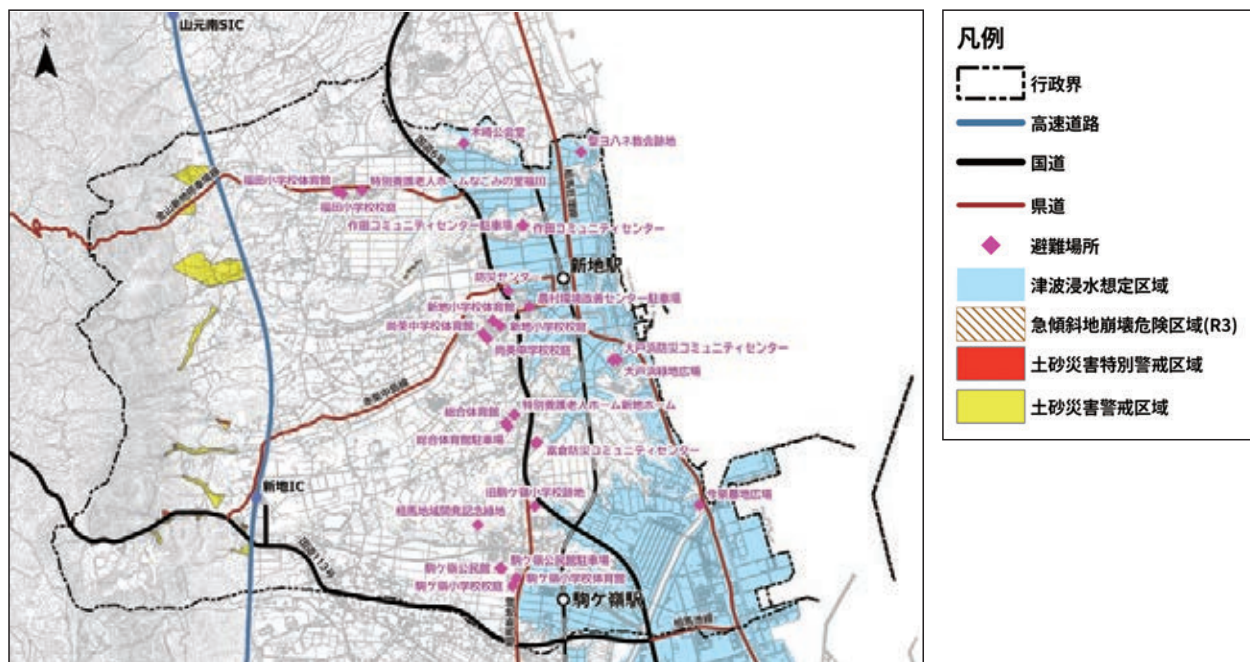 山元南SIC
N
木崎公会堂
聖ヨハネ教会跡地
国道6号
福田小学校体育館
特別養護老人ホームなごみの里福田
福田小学校校庭
作田コミュニティセンター駐車場
作田コミュニティセンター
新地駅
防災センター
農村環境改善センター駐車場
新地小学校体育館
新地小学校校庭
尚英中学校体育館
尚英中学校校庭
大戸浜防災コミュニティセンター
大戸浜緑地広場
特別養護老人ホーム新地ホーム
総合体育館
総合体育館駐車場
富倉防災コミュニティセンター
新地IC
旧駒ケ嶺小学校跡地
相馬地域開発記念緑地
今泉墓地広場
国道113号
駒ケ嶺公民館駐車場
駒ケ嶺公民館
駒ケ嶺小学校体育館
駒ケ嶺小学校校庭
駒ケ嶺駅
凡例
行政界
高速道路
国道
県道
避難場所
津波浸水想定区域
急傾斜地崩壊危険区域(R3)
土砂災害特別警戒区域
土砂災害警戒区域